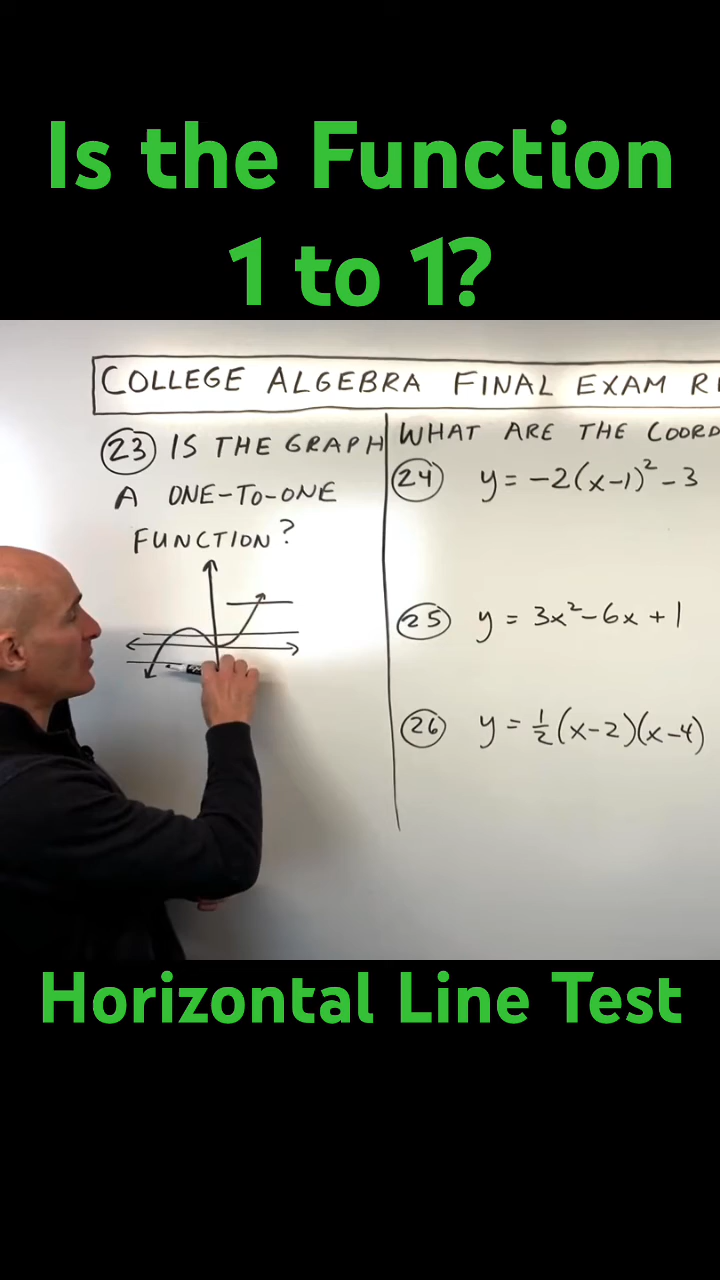 Is the Function
1 to 1?
COLLEGE ALGEBRA FINAL EXAM R
23 IS THE GRAPH
A ONE-TO-ONE
FUNCTION?
WHAT ARE THE COORD
24 y = -2(x-1)² - 3
25 y = 3x² - 6x + 1
26 y = ½(x-2)(x-4)
Horizontal Line Test